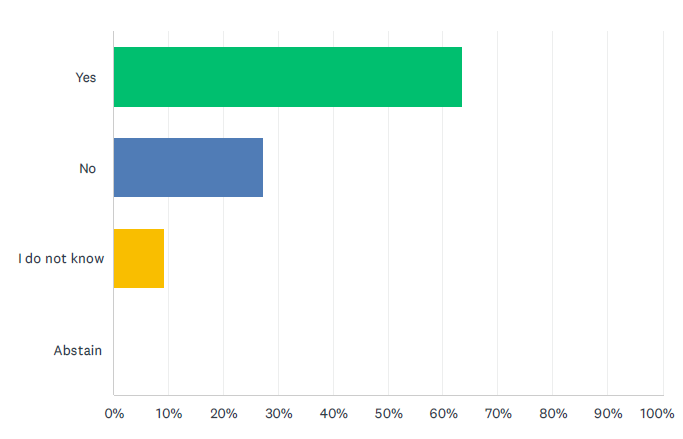 Yes
No
I do not know
Abstain
0% 10% 20% 30% 40% 50% 60% 70% 80% 90% 100%